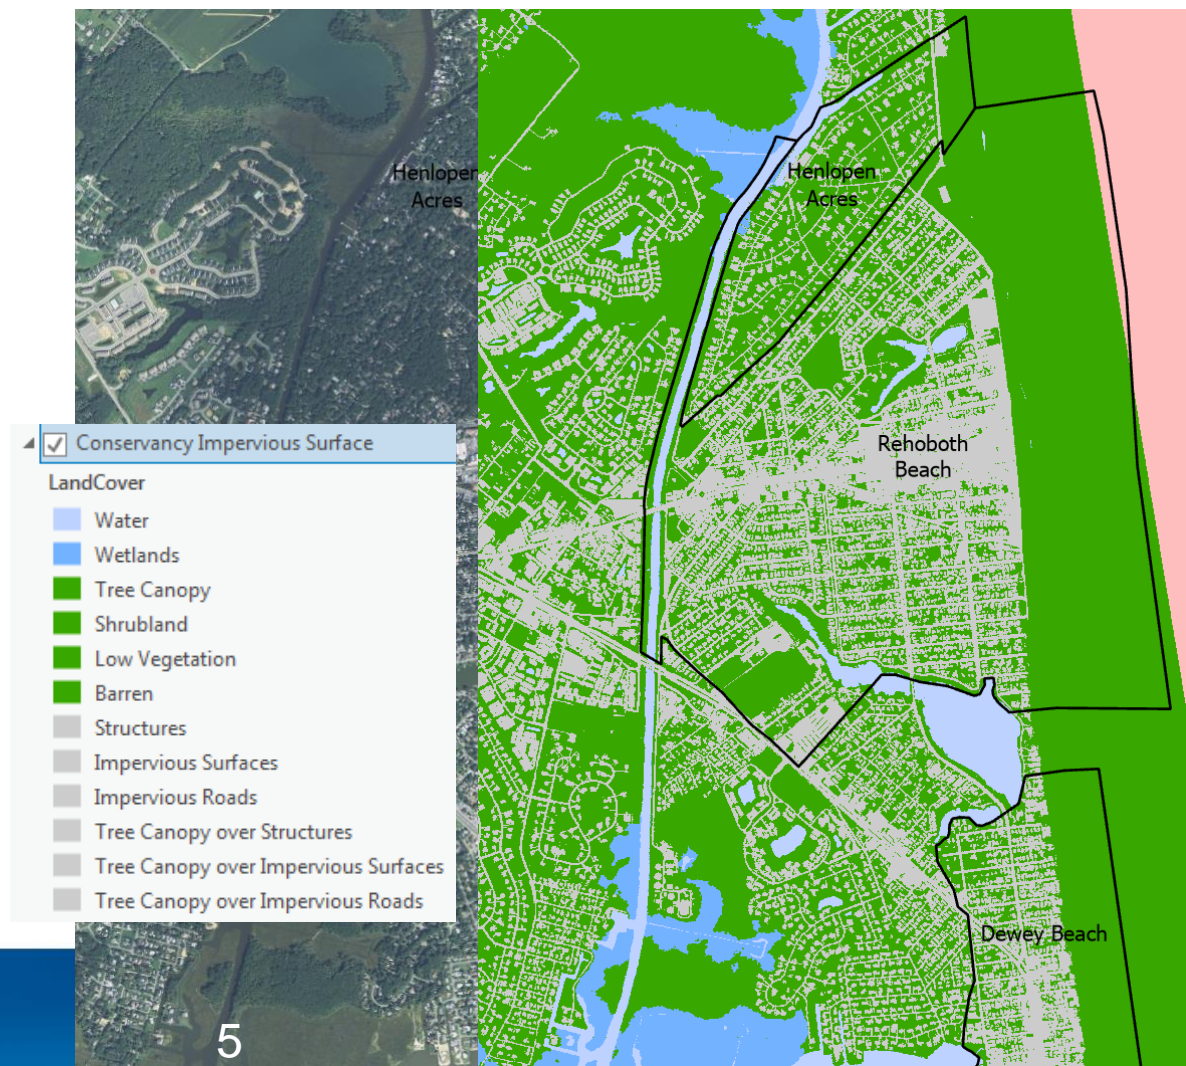 Henlopen
Acres
Henlopen
Acres
Conservancy Impervious Surface
LandCover
Water
Wetlands
Tree Canopy
Shrubland
Low Vegetation
Barren
Structures
Impervious Surfaces
Impervious Roads
Tree Canopy over Structures
Tree Canopy over Impervious Surfaces
Tree Canopy over Impervious Roads
Rehoboth
Beach
Dewey Beach
5